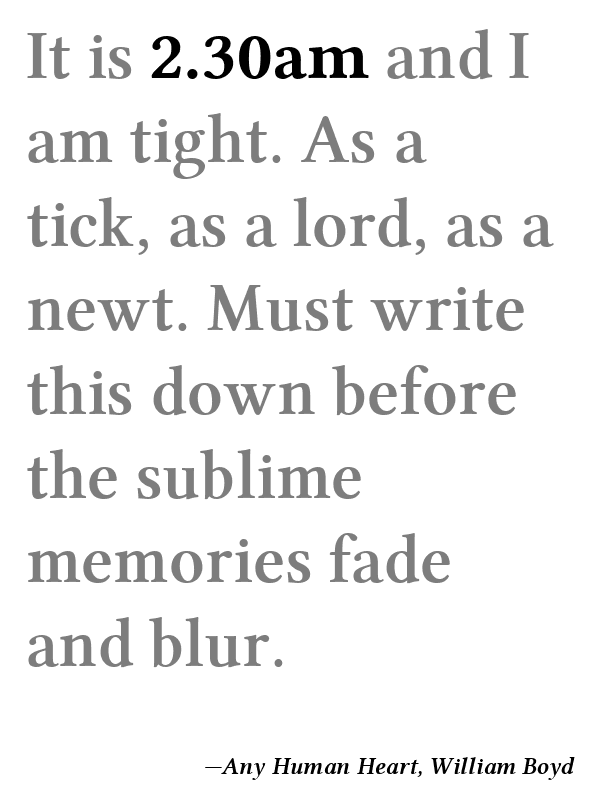 It is 2.30am and I
am tight. As a
tick, as a lord, as a
newt. Must write
this down before
the sublime
memories fade
and blur.
—Any Human Heart, William Boyd